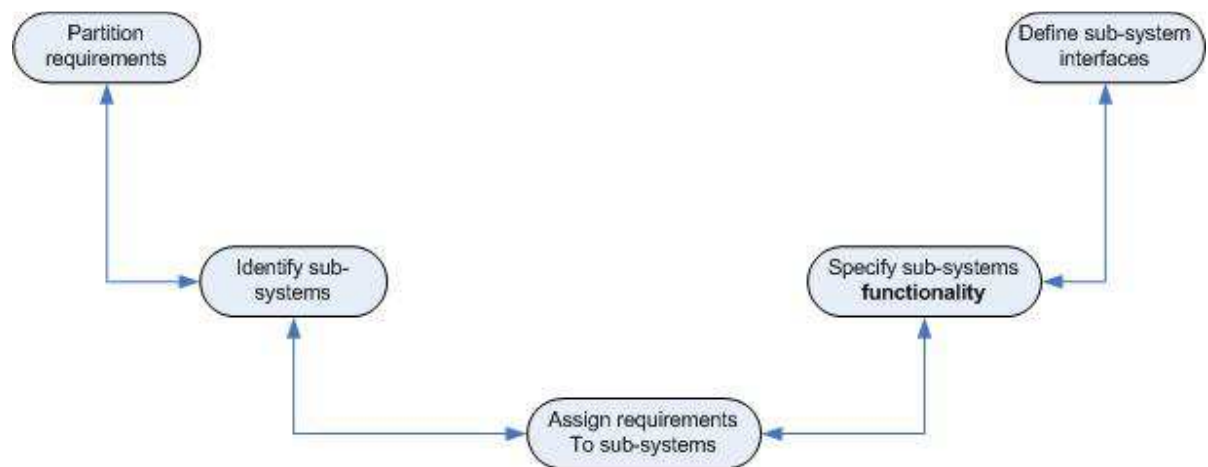 Partition
requirements
Define sub-system
interfaces
Identify sub-
systems
Specify sub-systems
functionality
Assign requirements
To sub-systems